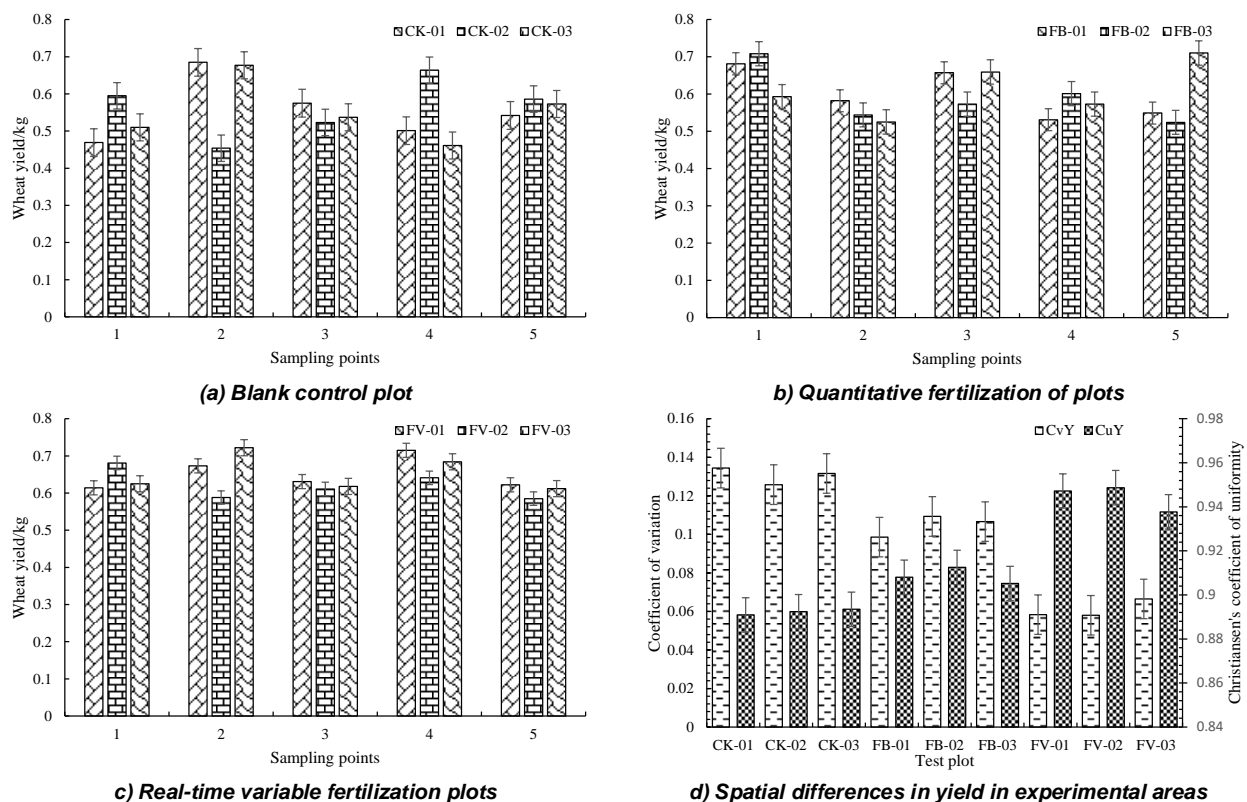 0.8
0.7
0.6
0.5
0.4
0.3
0.2
0.1
0
Wheat yield/kg
CK-01 CK-02 CK-03
1 2 3 4 5
Sampling points
(a) Blank control plot
0.8
0.7
0.6
0.5
0.4
0.3
0.2
0.1
0
Wheat yield/kg
FB-01 FB-02 FB-03
1 2 3 4 5
Sampling points
b) Quantitative fertilization of plots
0.8
0.7
0.6
0.5
0.4
0.3
0.2
0.1
0
Wheat yield/kg
FV-01 FV-02 FV-03
1 2 3 4 5
Sampling points
c) Real-time variable fertilization plots
0.16
0.14
0.12
0.1
0.08
0.06
0.04
0.02
0
Coefficient of variation
CvY CuY
0.98
0.96
0.94
0.92
0.9
0.88
0.86
0.84
Christiansen's coefficient of uniformity
CK-01 CK-02 CK-03 FB-01 FB-02 FB-03 FV-01 FV-02 FV-03
Test plot
d) Spatial differences in yield in experimental areas